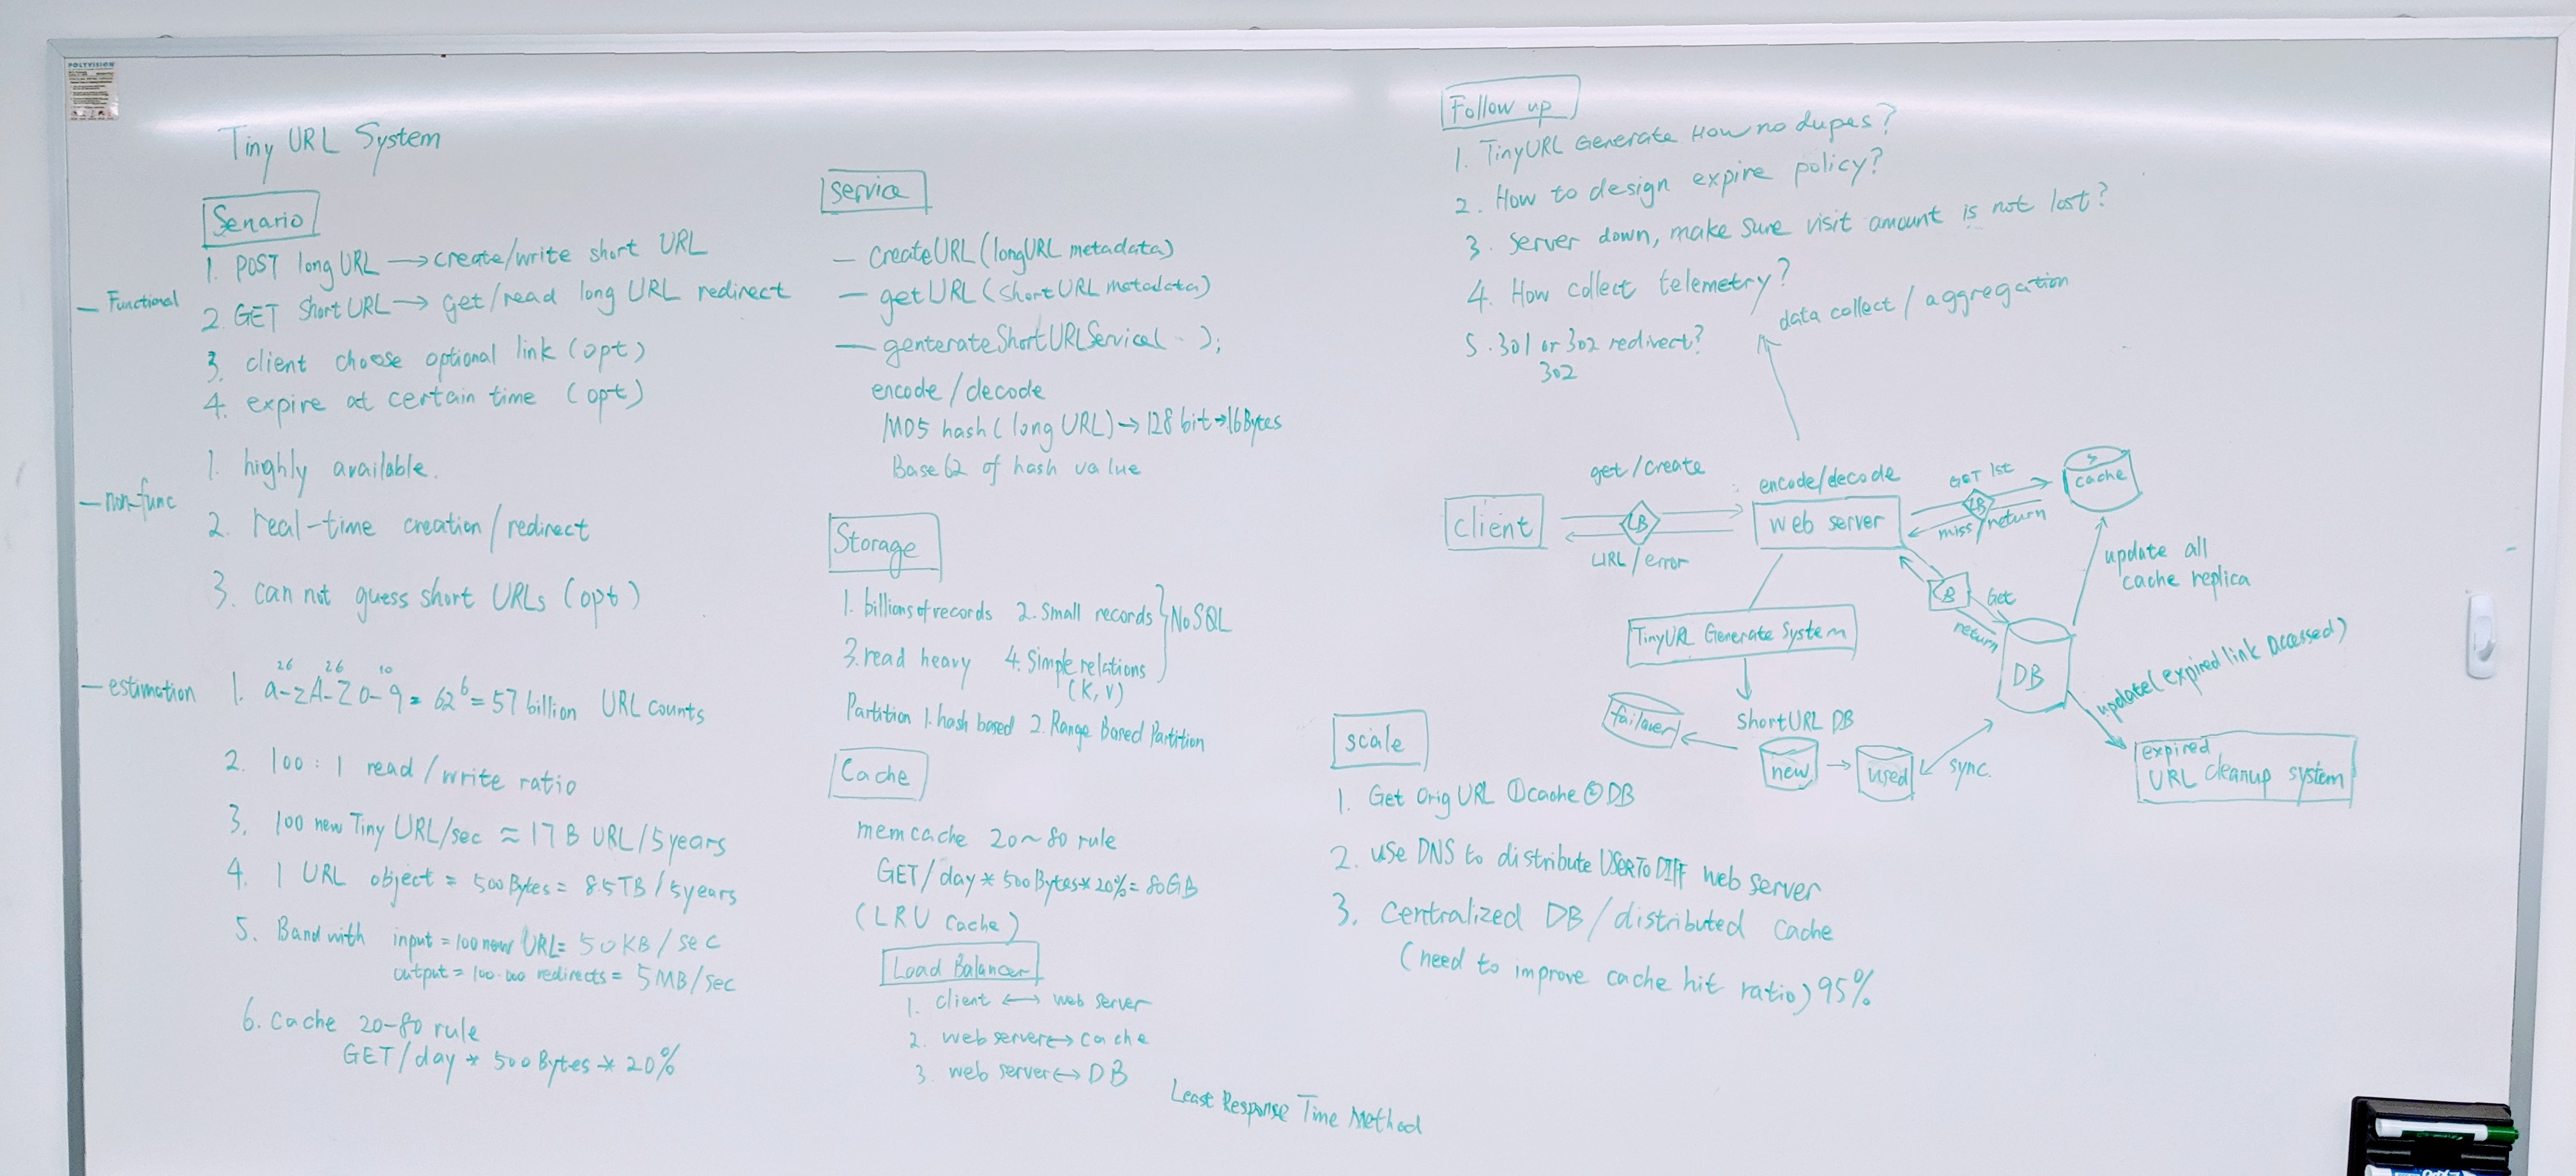 POLYVISION
Tiny URL System
Senario
— Functional
1. POST long URL → create/write short URL
2. GET short URL → get/read long URL redirect
3. client choose optional link (opt)
4. expire at certain time (opt)
— non-func
1. highly available.
2. real-time creation/redirect
3. can not guess short URLs (opt)
— estimation
26 26 10
1. a-z A-Z 0-9 = 62^6 = 57 billion URL counts
2. 100 : 1 read/write ratio
3. 100 new Tiny URL/sec ≈ 17 B URL/5 years
4. 1 URL object = 500 Bytes = 8.5TB/5 years
5. Bandwith input = 100 new URL = 50KB/sec
output = 100.100 redirects = 5MB/sec
6. cache 20-80 rule
GET/day * 500 Bytes * 20%
service
— createURL(longURL metadata)
— getURL(shortURL metadata)
— genterateShortURLService( - - );
encode/decode
MD5 hash(long URL) → 128 bit → 16Bytes
Base 62 of hash value
Storage
1. billions of records 2. small records } NoSQL
3. read heavy 4. Simple relations
(K, V)
Partition 1. hash based 2. Range Based Partition
Cache
memcache 20~80 rule
GET/day * 500 Bytes * 20% = 80GB
(LRU Cache)
Load Balancer
1. client ↔ web server
2. web server ↔ cache
3. web server ↔ DB
Least Response Time Method
Follow up
1. TinyURL Generate How no dupes?
2. How to design expire policy?
3. server down, make sure visit amount is not lost?
4. How collect telemetry?
data collect / aggregation
5. 301 or 302 redirect?
302
client
get/create
LB
URL/error
encode/decode
web server
GET 1st
LB
miss/return
cache
update all
cache replica
LB
Get
return
DB
TinyURL Generate System
failover
shortURL DB
new
used
sync.
update(expired link accessed)
expired
URL cleanup system
scale
1. Get Orig URL ① cache ② DB
2. use DNS to distribute USER TO DIFF web server
3. centralized DB/distributed cache
(need to improve cache hit ratio) 95%